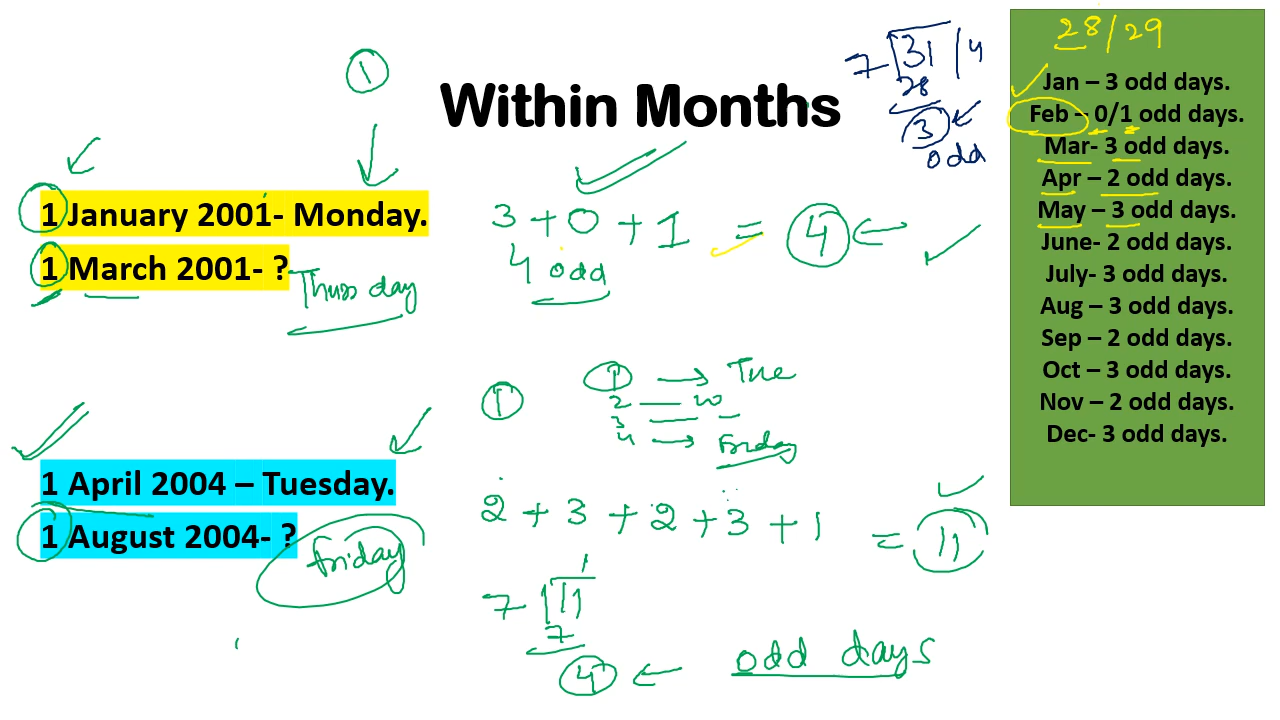 Within Months
1
1 January 2001- Monday.
1 March 2001- ?
Thursday
3 + 0 + 1 = 4
4 odd
7 31 4
28
3
odd
28/29
Jan – 3 odd days.
Feb – 0/1 odd days.
Mar- 3 odd days.
Apr – 2 odd days.
May – 3 odd days.
June- 2 odd days.
July- 3 odd days.
Aug – 3 odd days.
Sep – 2 odd days.
Oct – 3 odd days.
Nov – 2 odd days.
Dec- 3 odd days.
1 April 2004 – Tuesday.
1 August 2004- ?
Friday
1
1 → Tue
2 —
3 —
4 → Friday
2 + 3 + 2 + 3 + 1 = 11
1
7 11
7
4 ← odd days